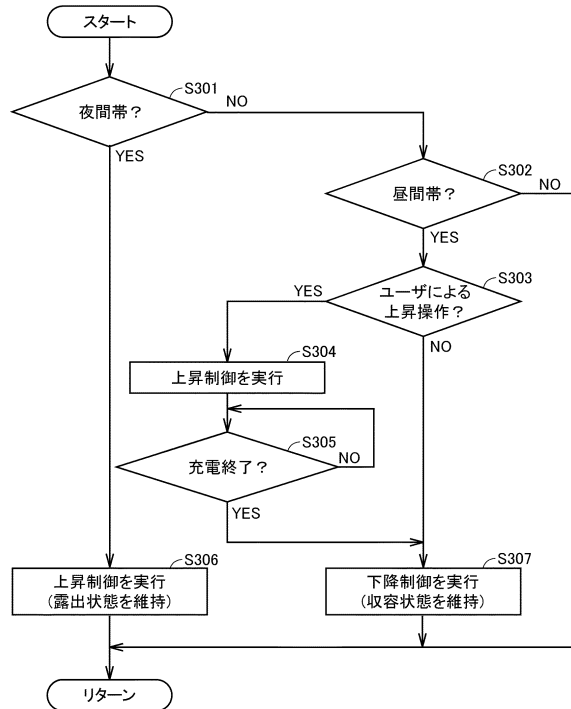 スタート
S301
夜間帯？
NO
YES
S302
昼間帯？
NO
YES
S303
ユーザによる
上昇操作？
YES
NO
S304
上昇制御を実行
S305
充電終了？
NO
YES
S306
上昇制御を実行
(露出状態を維持)
S307
下降制御を実行
(収容状態を維持)
リターン